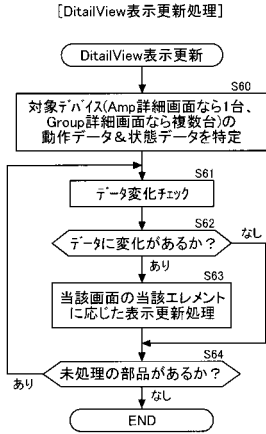 [DitailView表示更新処理]
DitailView表示更新
S60
対象デバイス(Amp詳細画面なら1台、
Group詳細画面なら複数台)の
動作データ&状態データを特定
S61
データ変化チェック
S62
データに変化があるか?
なし
あり
S63
当該画面の当該エレメント
に応じた表示更新処理
S64
未処理の部品があるか?
あり
なし
END